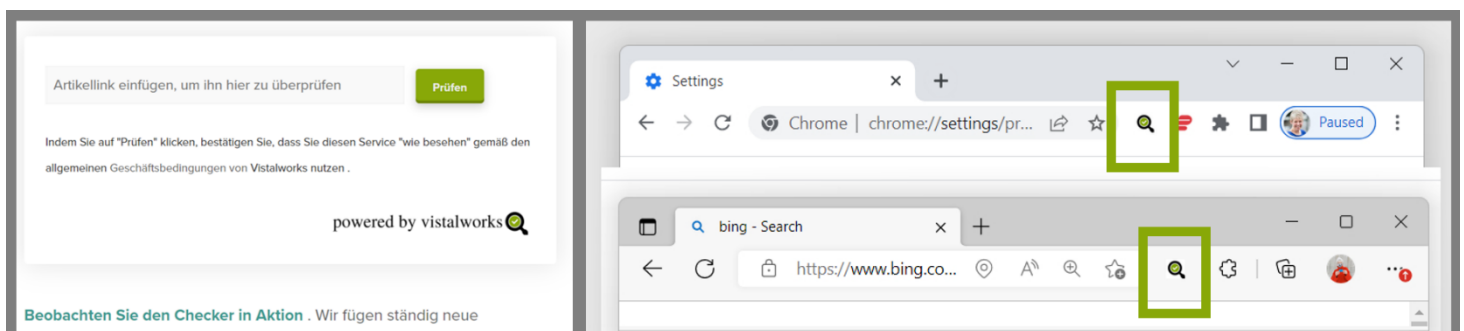 Artikellink einfügen, um ihn hier zu überprüfen
Prüfen
Indem Sie auf "Prüfen" klicken, bestätigen Sie, dass Sie diesen Service "wie besehen" gemäß den
allgemeinen Geschäftsbedingungen von Vistalworks nutzen .
powered by vistalworks
Beobachten Sie den Checker in Aktion . Wir fügen ständig neue
Settings
Chrome | chrome://settings/pr...
Paused
bing - Search
https://www.bing.co...